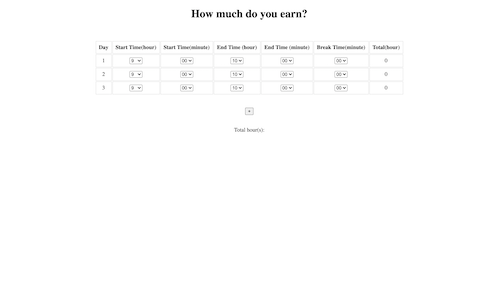 How much do you earn?
Day Start Time(hour) Start Time(minute) End Time (hour) End Time (minute) Break Time(minute) Total(hour)
1 9 00 10 00 00 0
2 9 00 10 00 00 0
3 9 00 10 00 00 0
+
Total hour(s):